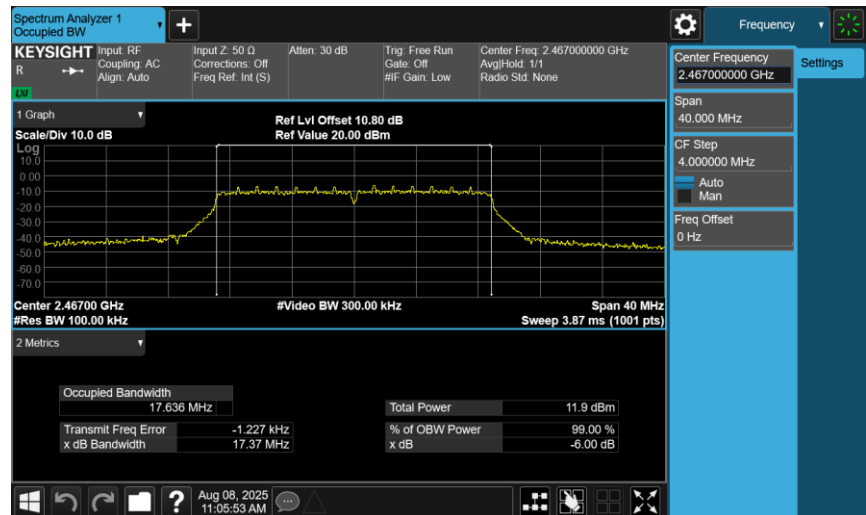 Spectrum Analyzer 1
Occupied BW
Frequency
KEYSIGHT
R
LXI
Input: RF
Coupling: AC
Align: Auto
Input Z: 50 Ω
Corrections: Off
Freq Ref: Int (S)
Atten: 30 dB
Trig: Free Run
Gate: Off
#IF Gain: Low
Center Freq: 2.467000000 GHz
Avg|Hold: 1/1
Radio Std: None
Center Frequency
2.467000000 GHz
Settings
Span
40.000 MHz
CF Step
4.000000 MHz
Auto
Man
Freq Offset
0 Hz
1 Graph
Scale/Div 10.0 dB
Ref Lvl Offset 10.80 dB
Ref Value 20.00 dBm
Log
10.0
0.00
-10.0
-20.0
-30.0
-40.0
-50.0
-60.0
-70.0
Center 2.46700 GHz
#Video BW 300.00 kHz
Span 40 MHz
#Res BW 100.00 kHz
Sweep 3.87 ms (1001 pts)
2 Metrics
Occupied Bandwidth
17.636 MHz
Total Power 11.9 dBm
Transmit Freq Error -1.227 kHz
% of OBW Power 99.00 %
x dB Bandwidth 17.37 MHz
x dB -6.00 dB
?
Aug 08, 2025
11:05:53 AM